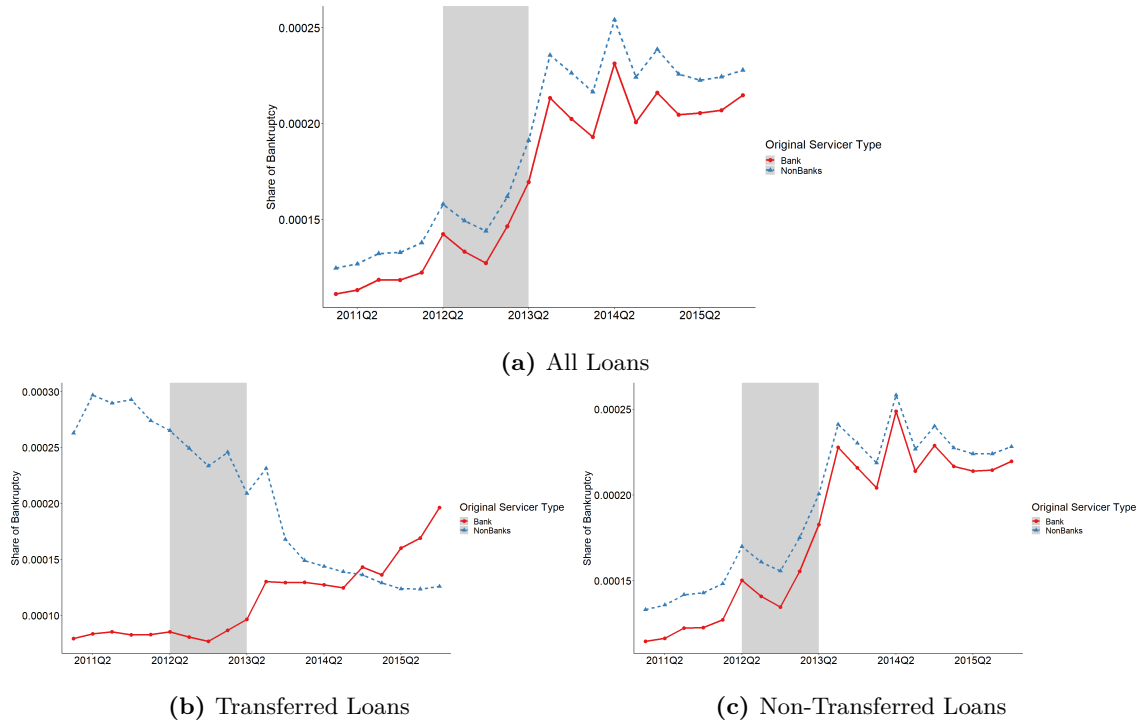 0.00025
0.00020
0.00015
Share of Bankruptcy
2011Q2 2012Q2 2013Q2 2014Q2 2015Q2
Original Servicer Type
Bank
NonBanks
(a) All Loans
0.00030
0.00025
0.00020
0.00015
0.00010
Share of Bankruptcy
2011Q2 2012Q2 2013Q2 2014Q2 2015Q2
Original Servicer Type
Bank
NonBanks
(b) Transferred Loans
0.00025
0.00020
0.00015
Share of Bankruptcy
2011Q2 2012Q2 2013Q2 2014Q2 2015Q2
Original Servicer Type
Bank
NonBanks
(c) Non-Transferred Loans